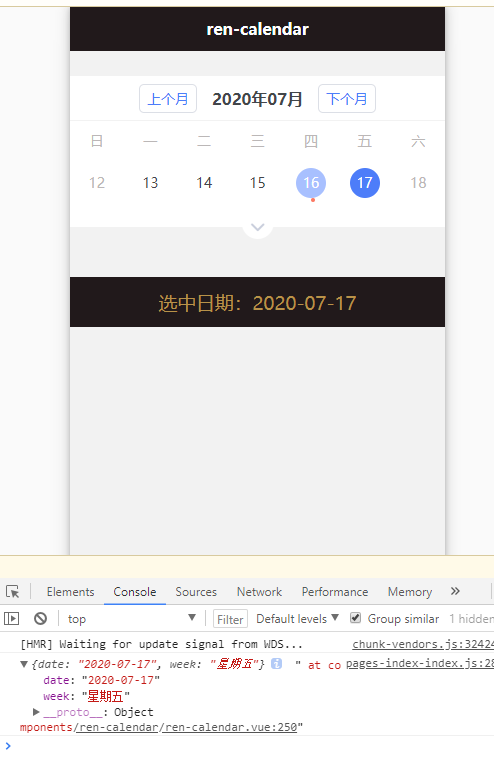 ren-calendar
上个月 2020年07月 下个月
日 一 二 三 四 五 六
12 13 14 15 16 17 18
选中日期：2020-07-17
Elements Console Sources Network Performance Memory »
top Filter Default levels ▼ Group similar 1 hidden
[HMR] Waiting for update signal from WDS... chunk-vendors.js:32424
▼{date: "2020-07-17", week: "星期五"} i " at co pages-index-index.js:28
date: "2020-07-17"
week: "星期五"
▶__proto__: Object
mponents/ren-calendar/ren-calendar.vue:250"